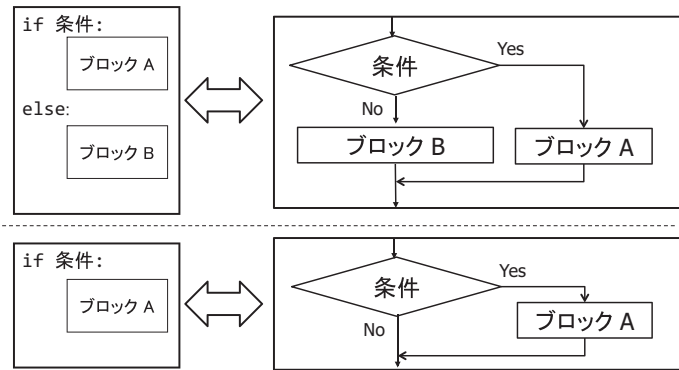 if 条件:
ブロック A
else:
ブロック B
条件
Yes
No
ブロック B
ブロック A
if 条件:
ブロック A
条件
Yes
No
ブロック A